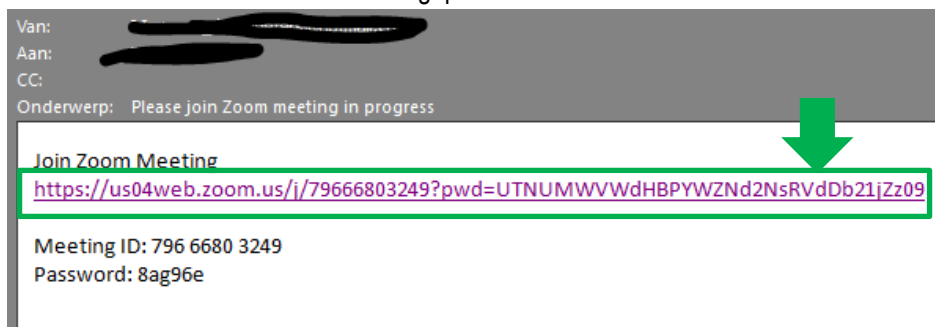 Van:
Aan:
CC:
Onderwerp: Please join Zoom meeting in progress
Join Zoom Meeting
https://us04web.zoom.us/j/79666803249?pwd=UTNUMWVWdHBPYWZNd2NsRVdDb21jZz09
Meeting ID: 796 6680 3249
Password: 8ag96e